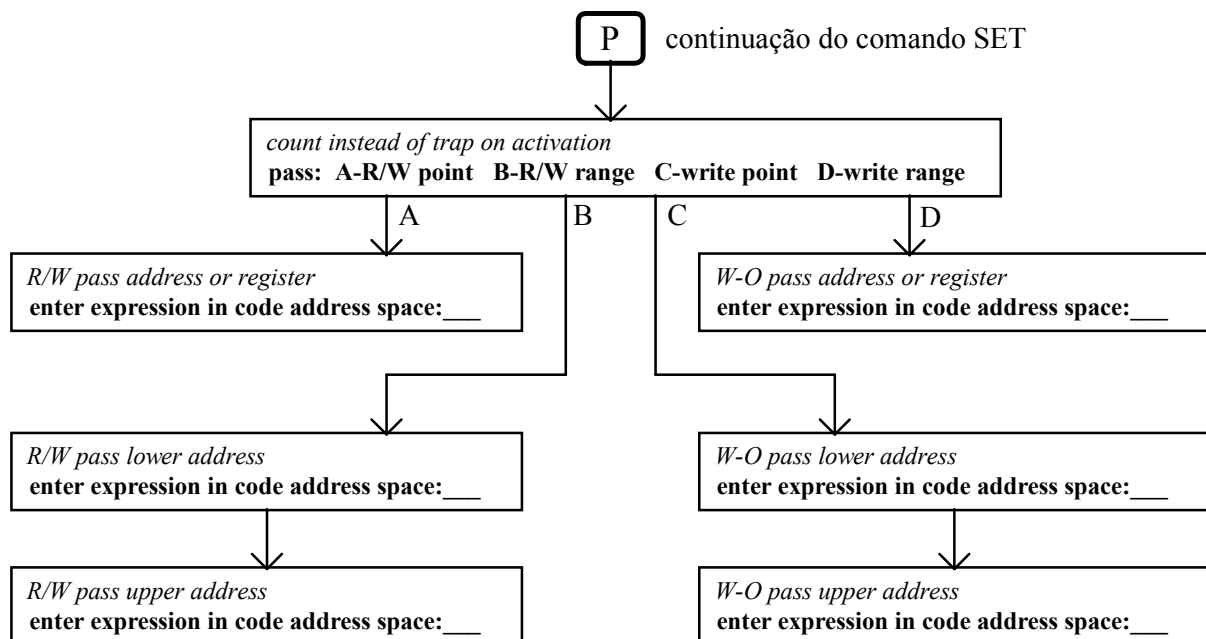 P continuação do comando SET
count instead of trap on activation
pass: A-R/W point B-R/W range C-write point D-write range
A B C D
R/W pass address or register
enter expression in code address space:___
W-O pass address or register
enter expression in code address space:___
R/W pass lower address
enter expression in code address space:___
W-O pass lower address
enter expression in code address space:___
R/W pass upper address
enter expression in code address space:___
W-O pass upper address
enter expression in code address space:___